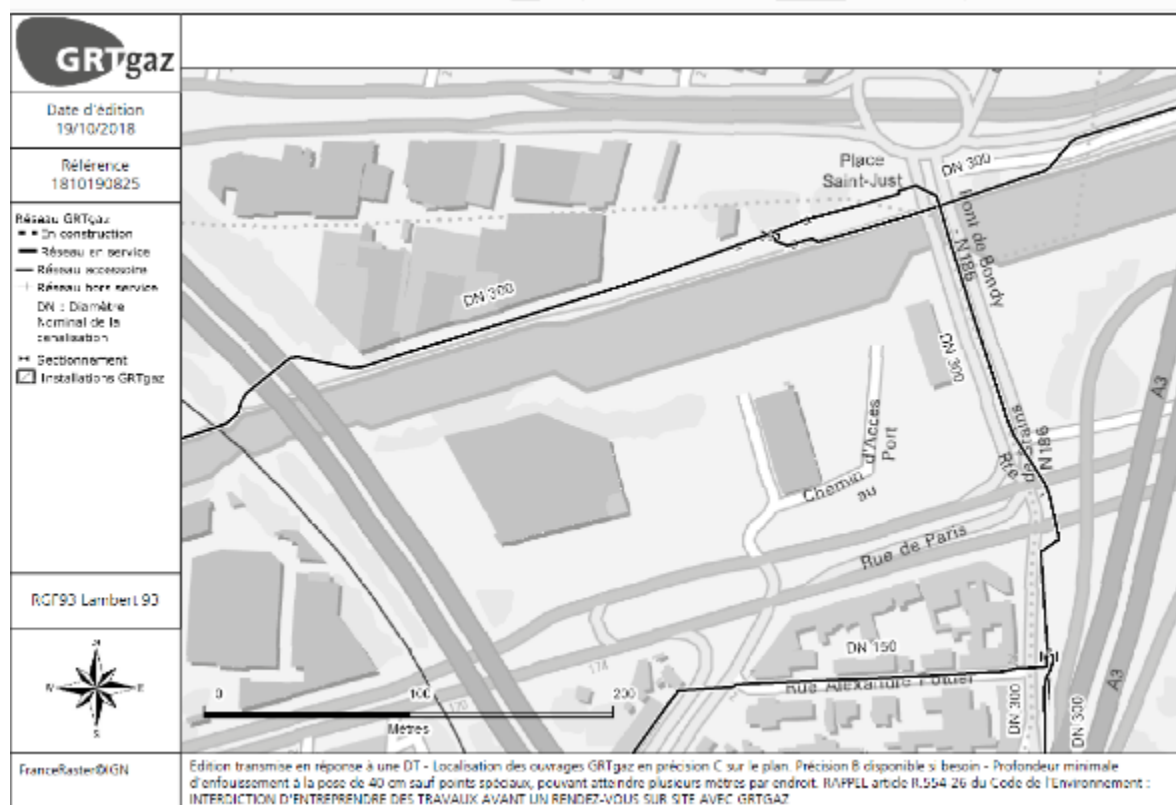 GRTgaz
Date d'édition
19/10/2018
Référence
1810190825
Réseau GRTgaz
En construction
Réseau en service
Réseau accessoire
Réseau hors service
DN : Diamètre
Nominal de la
canalisation
Sectionnement
Installations GRTgaz
RGF93 Lambert 93
N
W
E
S
FranceRaster©IGN
Place
Saint-Just
DN 300
Pont de Bondy
- N186
DN 300
DN 300
A3
N186
Rte
des
Chemin
d'Accès
au
Port
Rue de Paris
DN 150
174
170
Rue Alexandre
DN 300
DN 300
A3
0
100
200
Mètres
Edition transmise en réponse à une DT - Localisation des ouvrages GRTgaz en précision C sur le plan. Précision B disponible si besoin - Profondeur minimale
d'enfouissement à la pose de 40 cm sauf points spéciaux, pouvant atteindre plusieurs mètres par endroit. RAPPEL article R.554-26 du Code de l'Environnement :
INTERDICTION D'ENTREPRENDRE DES TRAVAUX AVANT UN RENDEZ-VOUS SUR SITE AVEC GRTGAZ